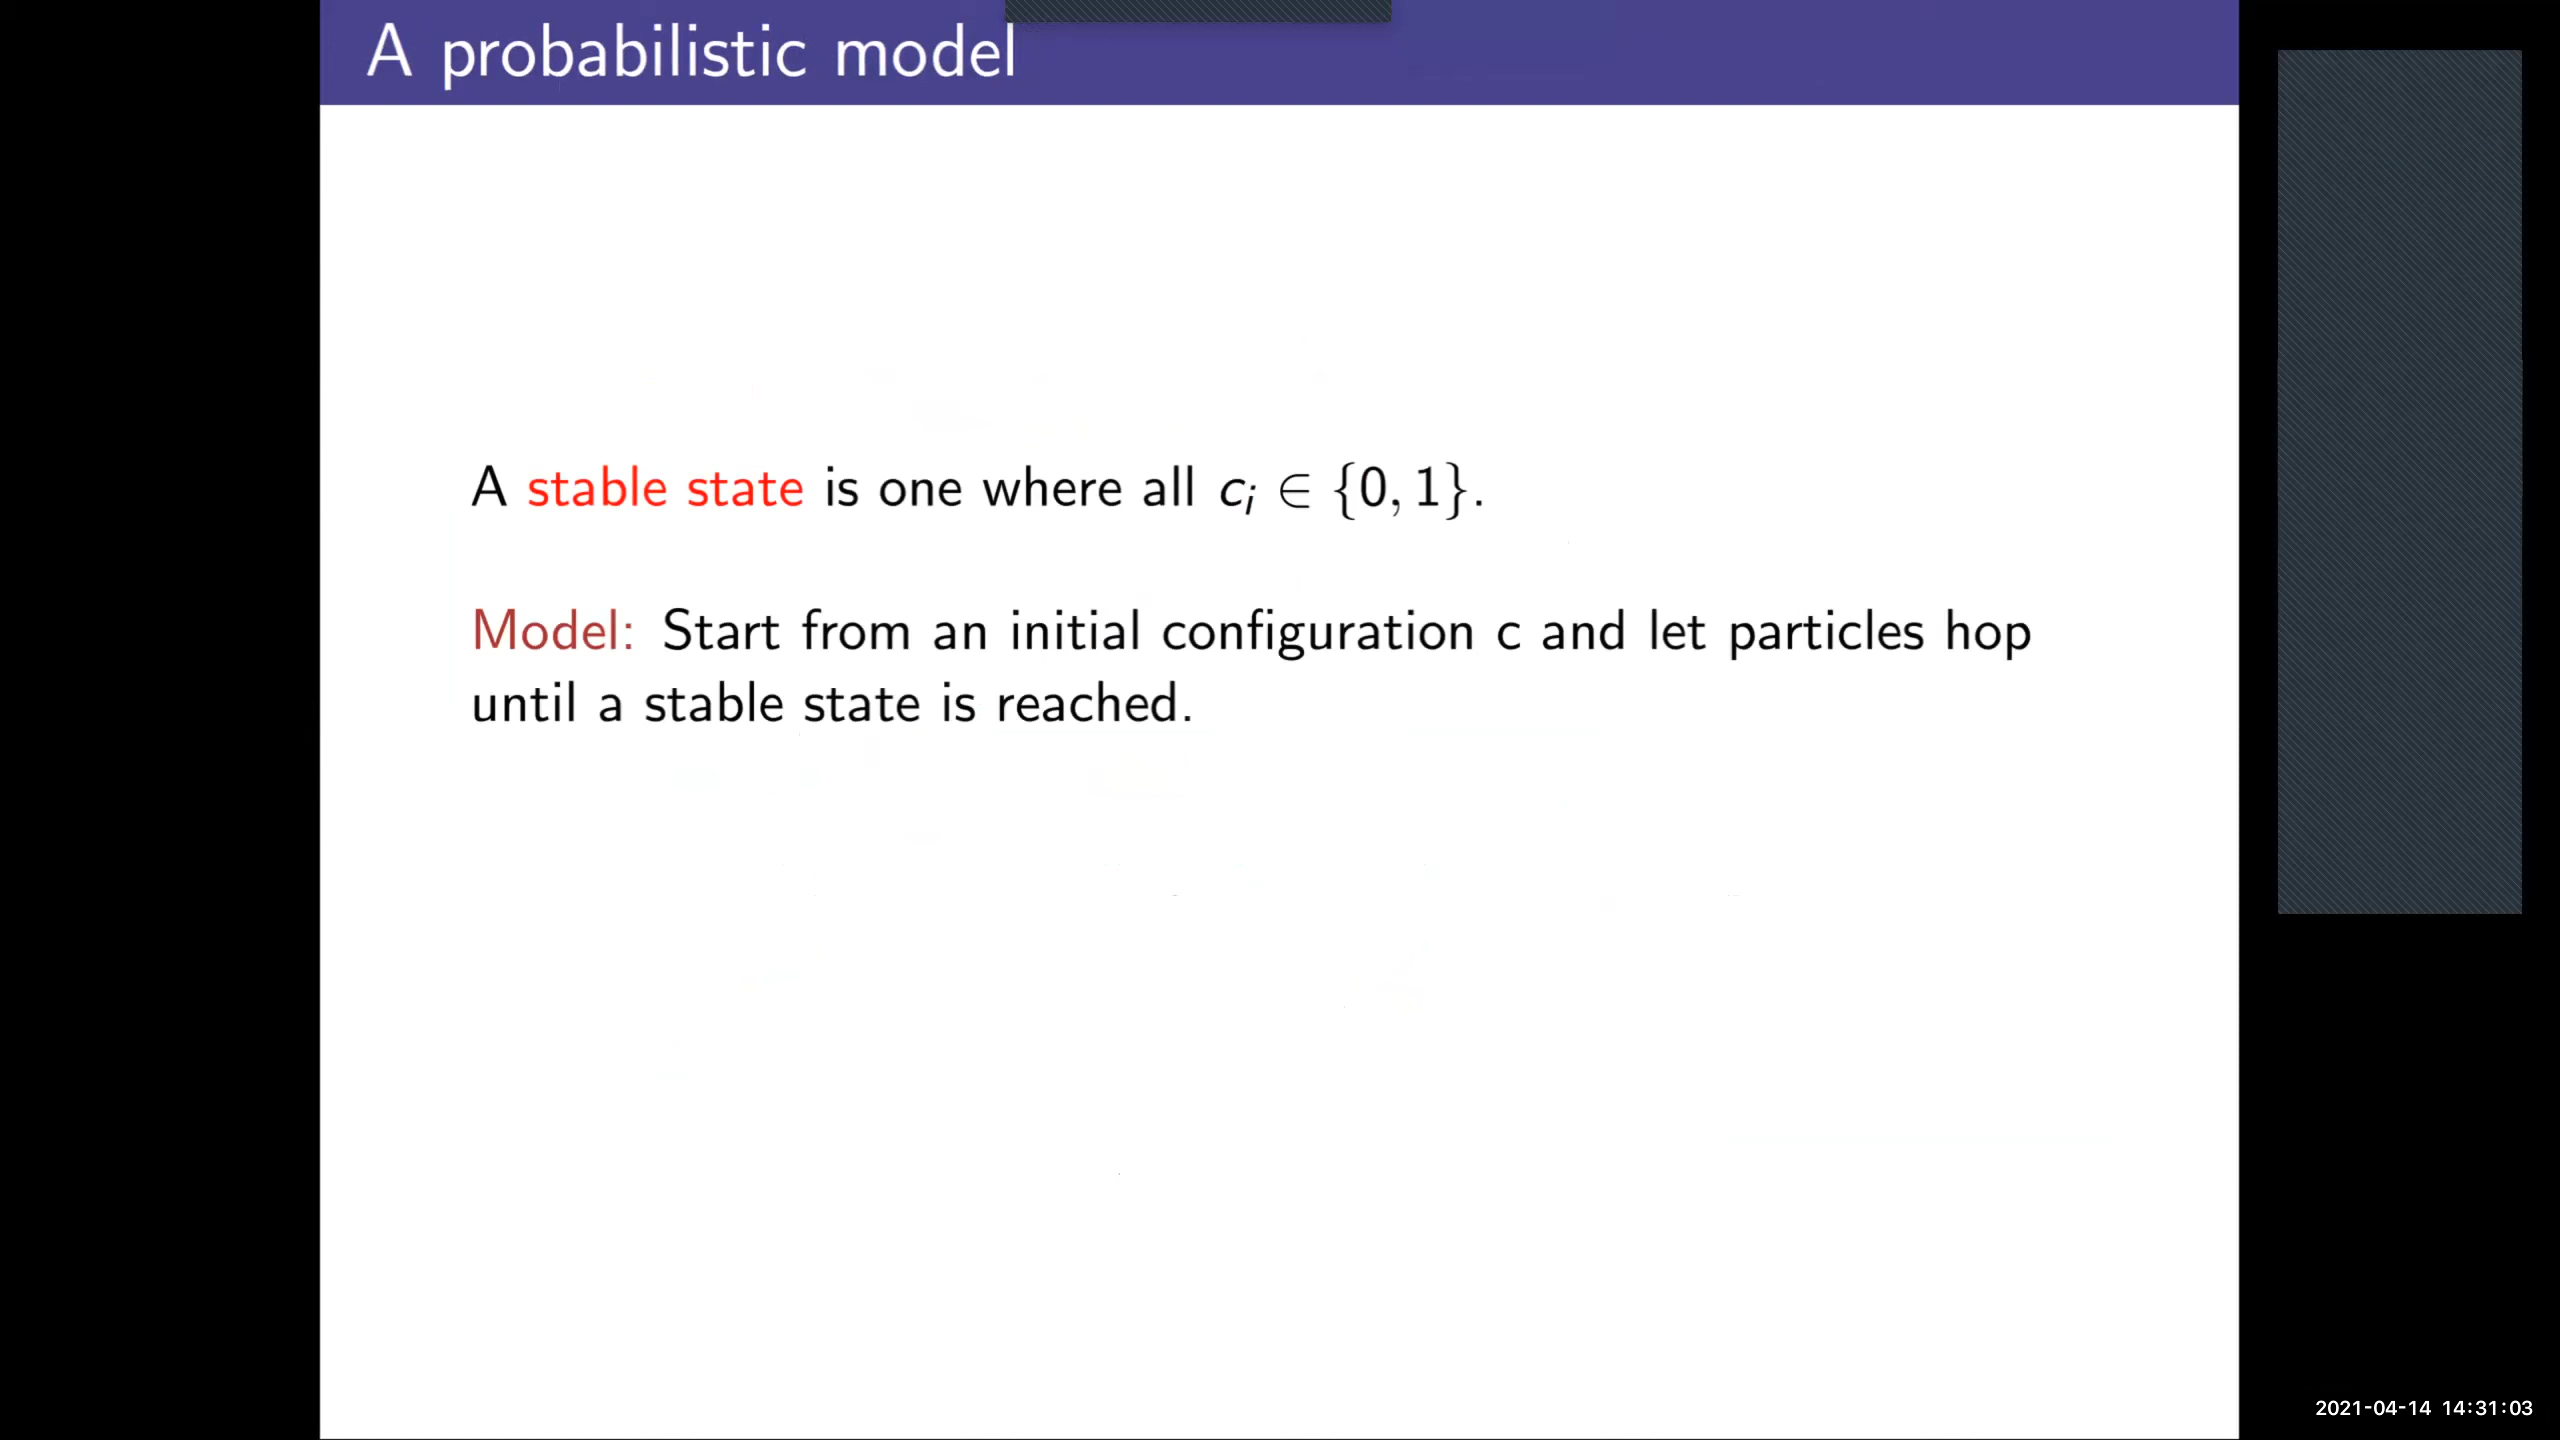 A probabilistic model
A stable state is one where all cᵢ ∈ {0, 1}.
Model: Start from an initial configuration c and let particles hop
until a stable state is reached.
2021-04-14 14:31:03